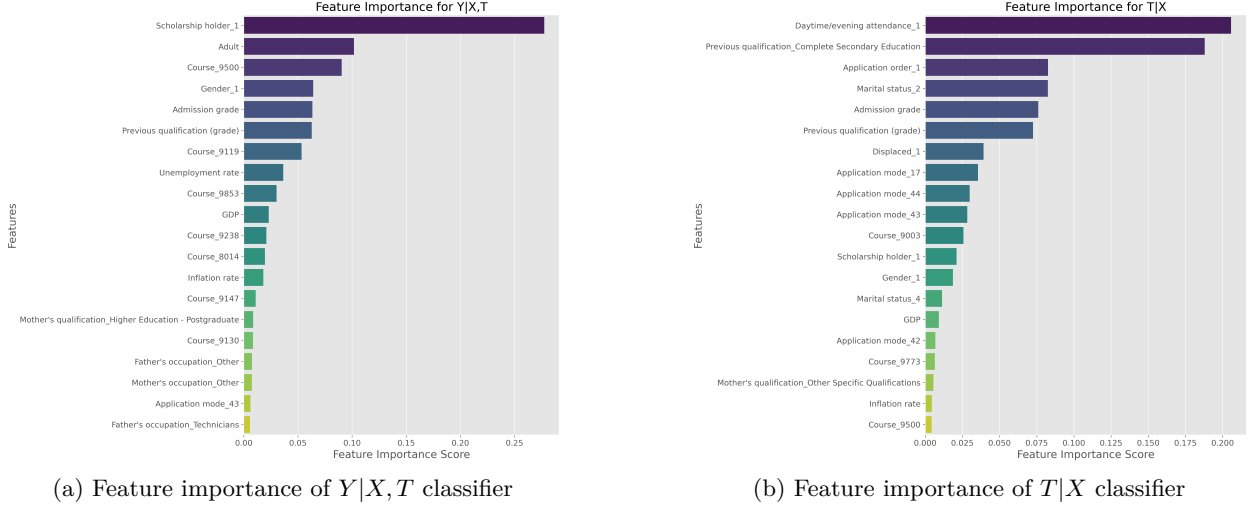 Feature Importance for Y|X,T
Scholarship holder_1
Adult
Course_9500
Gender_1
Admission grade
Previous qualification (grade)
Course_9119
Unemployment rate
Course_9853
GDP
Course_9238
Course_8014
Inflation rate
Course_9147
Mother's qualification_Higher Education - Postgraduate
Course_9130
Father's occupation_Other
Mother's occupation_Other
Application mode_43
Father's occupation_Technicians
Features
0.00 0.05 0.10 0.15 0.20 0.25
Feature Importance Score
(a) Feature importance of Y|X, T classifier
Feature Importance for T|X
Daytime/evening attendance_1
Previous qualification_Complete Secondary Education
Application order_1
Marital status_2
Admission grade
Previous qualification (grade)
Displaced_1
Application mode_17
Application mode_44
Application mode_43
Course_9003
Scholarship holder_1
Gender_1
Marital status_4
GDP
Application mode_42
Course_9773
Mother's qualification_Other Specific Qualifications
Inflation rate
Course_9500
Features
0.000 0.025 0.050 0.075 0.100 0.125 0.150 0.175 0.200
Feature Importance Score
(b) Feature importance of T|X classifier